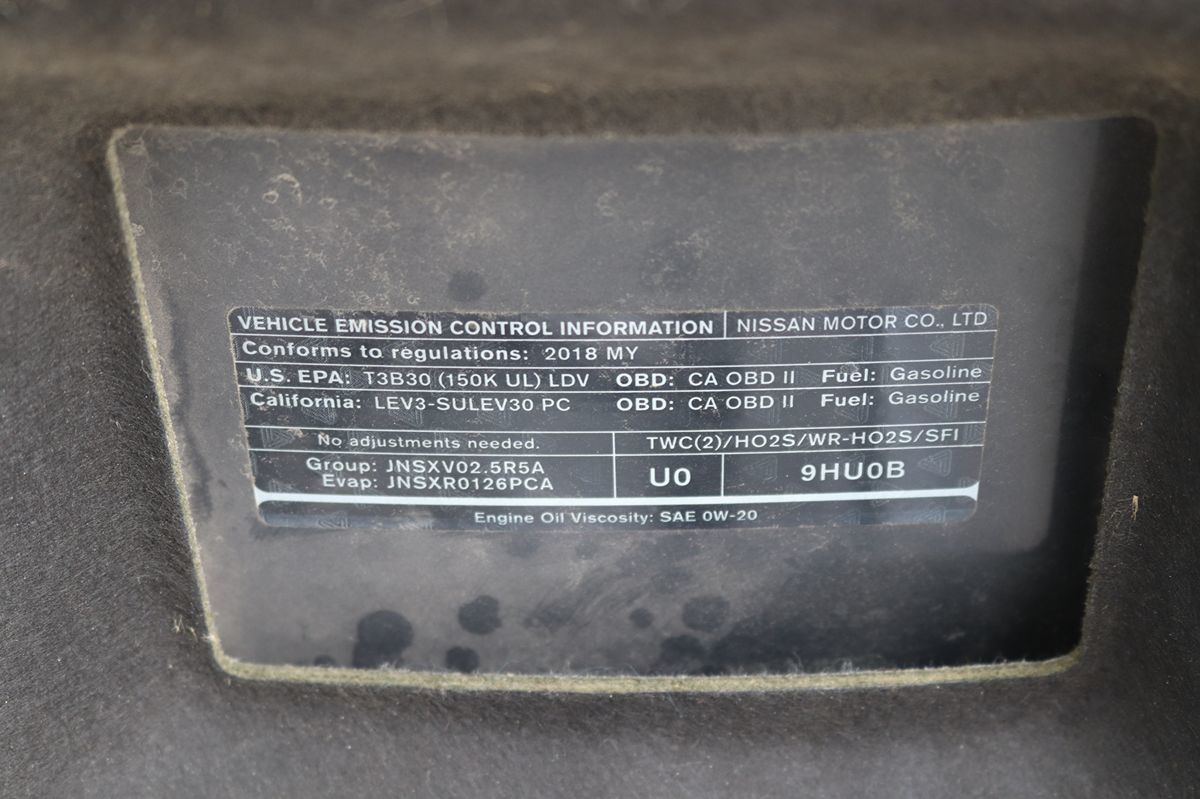 VEHICLE EMISSION CONTROL INFORMATION NISSAN MOTOR CO., LTD
Conforms to regulations: 2018 MY
U.S. EPA: T3B30 (150K UL) LDV OBD: CA OBD II Fuel: Gasoline
California: LEV3-SULEV30 PC OBD: CA OBD II Fuel: Gasoline
No adjustments needed. TWC(2)/HO2S/WR-HO2S/SFI
Group: JNSXV02.5R5A
Evap: JNSXR0126PCA
U0 9HU0B
Engine Oil Viscosity: SAE 0W-20